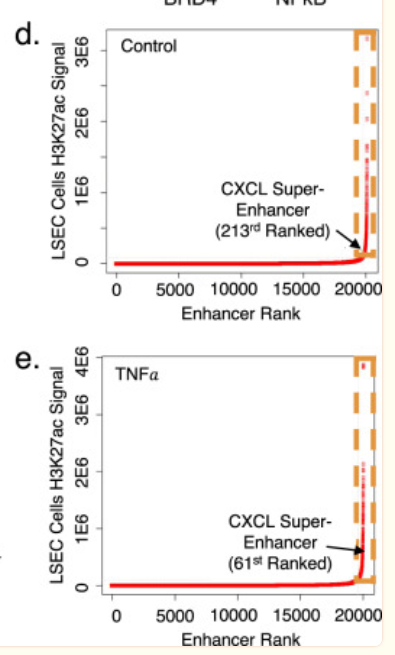 BRD4 NFkB
d.
Control
LSEC Cells H3K27ac Signal
3E6
2E6
1E6
0
CXCL Super-
Enhancer
(213rd Ranked)
0 5000 10000 15000 20000
Enhancer Rank
e.
TNFα
LSEC Cells H3K27ac Signal
4E6
3E6
2E6
1E6
0
CXCL Super-
Enhancer
(61st Ranked)
0 5000 10000 15000 20000
Enhancer Rank